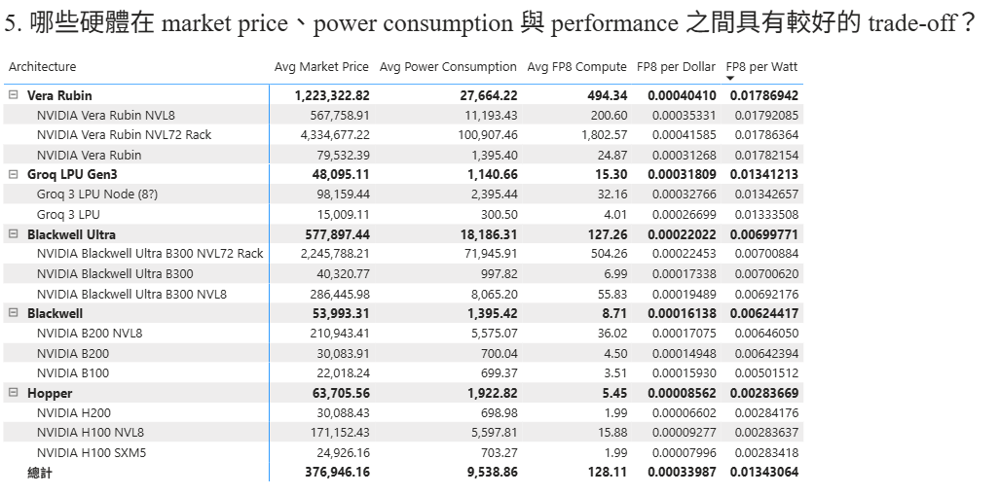 5. 哪些硬體在 market price、power consumption 與 performance 之間具有較好的 trade-off？
Architecture Avg Market Price Avg Power Consumption Avg FP8 Compute FP8 per Dollar FP8 per Watt
Vera Rubin 1,223,322.82 27,664.22 494.34 0.00040410 0.01786942
NVIDIA Vera Rubin NVL8 567,758.91 11,193.43 200.60 0.00035331 0.01792085
NVIDIA Vera Rubin NVL72 Rack 4,334,677.22 100,907.46 1,802.57 0.00041585 0.01786364
NVIDIA Vera Rubin 79,532.39 1,395.40 24.87 0.00031268 0.01782154
Groq LPU Gen3 48,095.11 1,140.66 15.30 0.00031809 0.01341213
Groq 3 LPU Node (8?) 98,159.44 2,395.44 32.16 0.00032766 0.01342657
Groq 3 LPU 15,009.11 300.50 4.01 0.00026699 0.01333508
Blackwell Ultra 577,897.44 18,186.31 127.26 0.00022022 0.00699771
NVIDIA Blackwell Ultra B300 NVL72 Rack 2,245,788.21 71,945.91 504.26 0.00022453 0.00700884
NVIDIA Blackwell Ultra B300 40,320.77 997.82 6.99 0.00017338 0.00700620
NVIDIA Blackwell Ultra B300 NVL8 286,445.98 8,065.20 55.83 0.00019489 0.00692176
Blackwell 53,993.31 1,395.42 8.71 0.00016138 0.00624417
NVIDIA B200 NVL8 210,943.41 5,575.07 36.02 0.00017075 0.00646050
NVIDIA B200 30,083.91 700.04 4.50 0.00014948 0.00642394
NVIDIA B100 22,018.24 699.37 3.51 0.00015930 0.00501512
Hopper 63,705.56 1,922.82 5.45 0.00008562 0.00283669
NVIDIA H200 30,088.43 698.98 1.99 0.00006602 0.00284176
NVIDIA H100 NVL8 171,152.43 5,597.81 15.88 0.00009277 0.00283637
NVIDIA H100 SXM5 24,926.16 703.27 1.99 0.00007996 0.00283418
總計 376,946.16 9,538.86 128.11 0.00033987 0.01343064